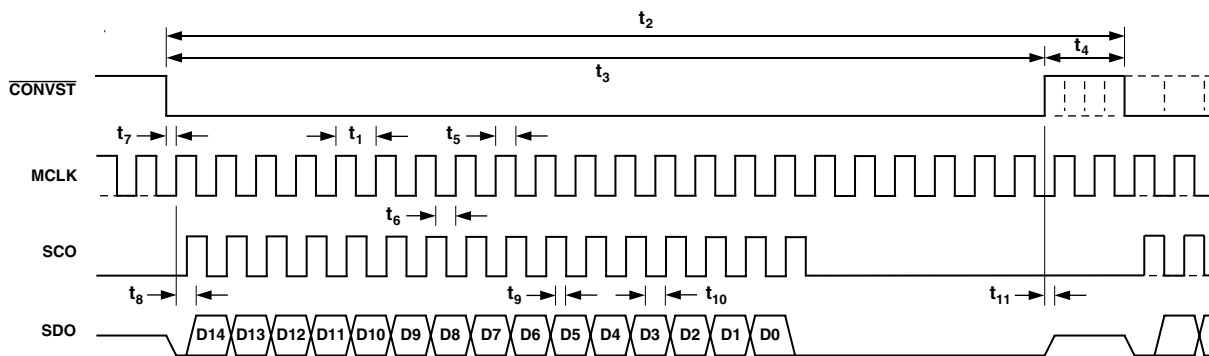 t2
t3
t4
CONVST
t7
t1
t5
MCLK
t6
SCO
t8
t9
t10
t11
SDO
D14 D13 D12 D11 D10 D9 D8 D7 D6 D5 D4 D3 D2 D1 D0